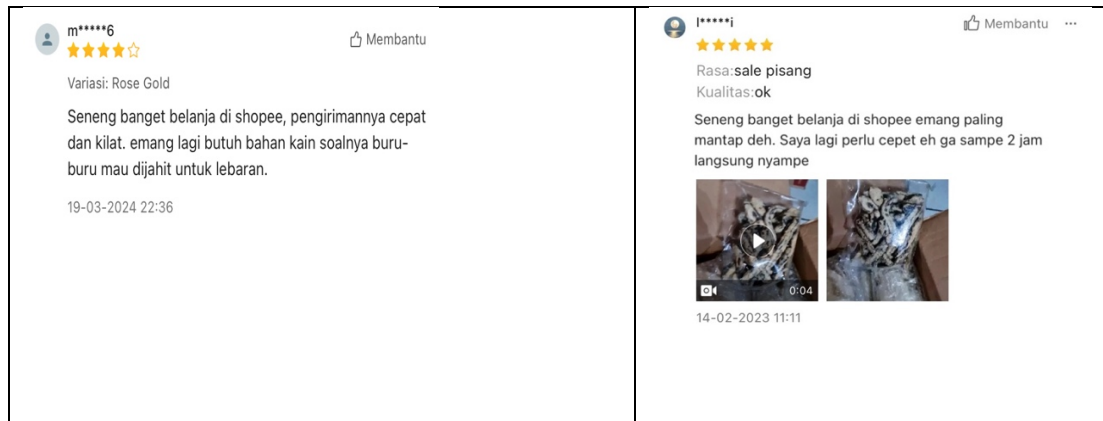 m*****6
Membantu
Variasi: Rose Gold
Seneng banget belanja di shopee, pengirimannya cepat
dan kilat. emang lagi butuh bahan kain soalnya buru-
buru mau dijahit untuk lebaran.
19-03-2024 22:36
l*****i
Membantu
Rasa:sale pisang
Kualitas:ok
Seneng banget belanja di shopee emang paling
mantap deh. Saya lagi perlu cepet eh ga sampe 2 jam
langsung nyampe
0:04
14-02-2023 11:11